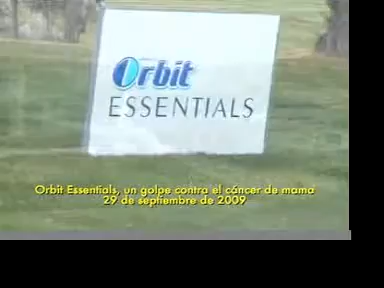 Orbit
ESSENTIALS
Orbit Essentials, un golpe contra el cáncer de mama
29 de septiembre de 2009